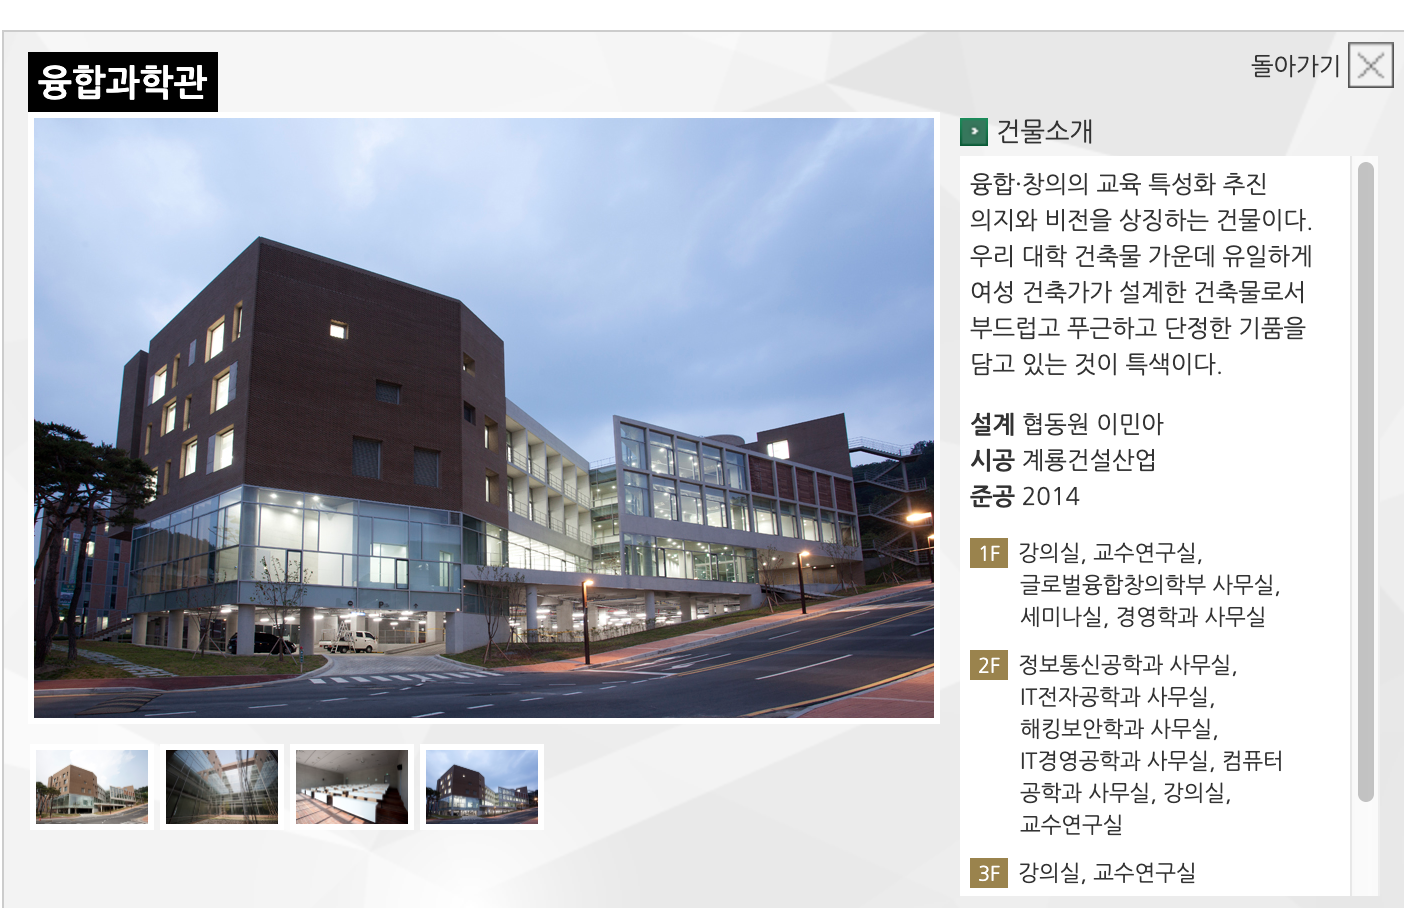 융합과학관
돌아가기
건물소개
융합·창의의 교육 특성화 추진
의지와 비전을 상징하는 건물이다.
우리 대학 건축물 가운데 유일하게
여성 건축가가 설계한 건축물로서
부드럽고 푸근하고 단정한 기품을
담고 있는 것이 특색이다.
설계 협동원 이민아
시공 계룡건설산업
준공 2014
1F 강의실, 교수연구실,
글로벌융합창의학부 사무실,
세미나실, 경영학과 사무실
2F 정보통신공학과 사무실,
IT전자공학과 사무실,
해킹보안학과 사무실,
IT경영공학과 사무실, 컴퓨터
공학과 사무실, 강의실,
교수연구실
3F 강의실, 교수연구실